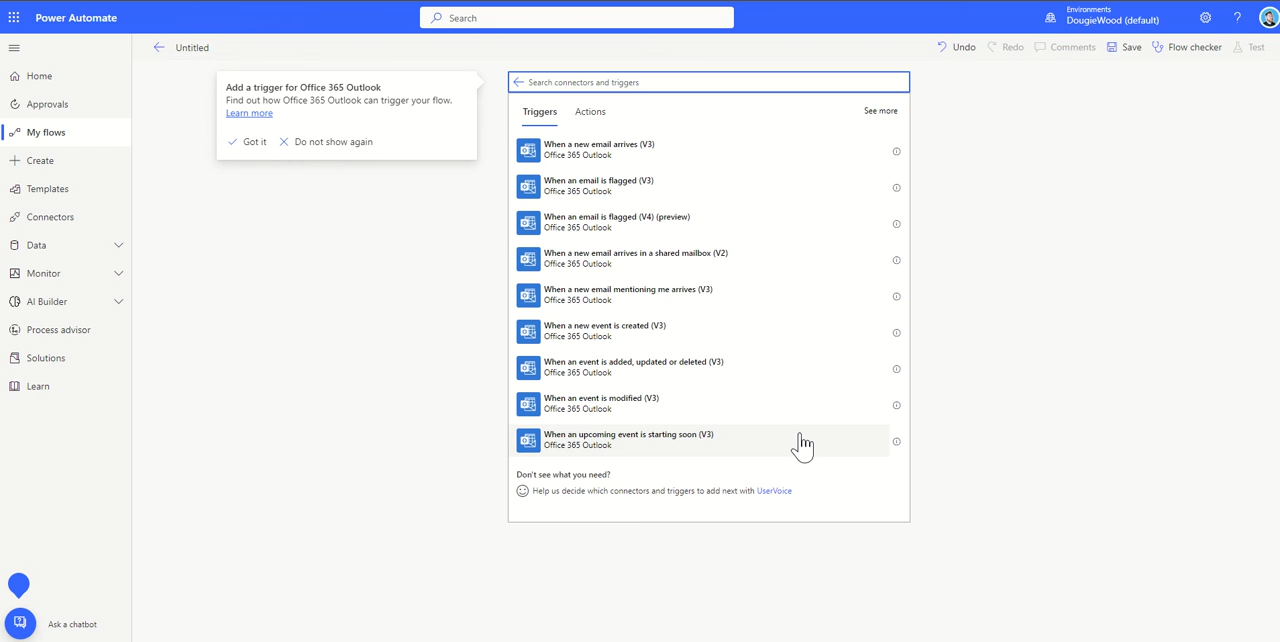 Power Automate
Search
Environments
DougieWood (default)
?
Untitled
Undo
Redo
Comments
Save
Flow checker
Test
Home
Approvals
My flows
Create
Templates
Connectors
Data
Monitor
AI Builder
Process advisor
Solutions
Learn
Ask a chatbot
Add a trigger for Office 365 Outlook
Find out how Office 365 Outlook can trigger your flow.
Learn more
Got it
Do not show again
Search connectors and triggers
Triggers
Actions
See more
When a new email arrives (V3)
Office 365 Outlook
When an email is flagged (V3)
Office 365 Outlook
When an email is flagged (V4) (preview)
Office 365 Outlook
When a new email arrives in a shared mailbox (V2)
Office 365 Outlook
When a new email mentioning me arrives (V3)
Office 365 Outlook
When a new event is created (V3)
Office 365 Outlook
When an event is added, updated or deleted (V3)
Office 365 Outlook
When an event is modified (V3)
Office 365 Outlook
When an upcoming event is starting soon (V3)
Office 365 Outlook
Don't see what you need?
Help us decide which connectors and triggers to add next with UserVoice